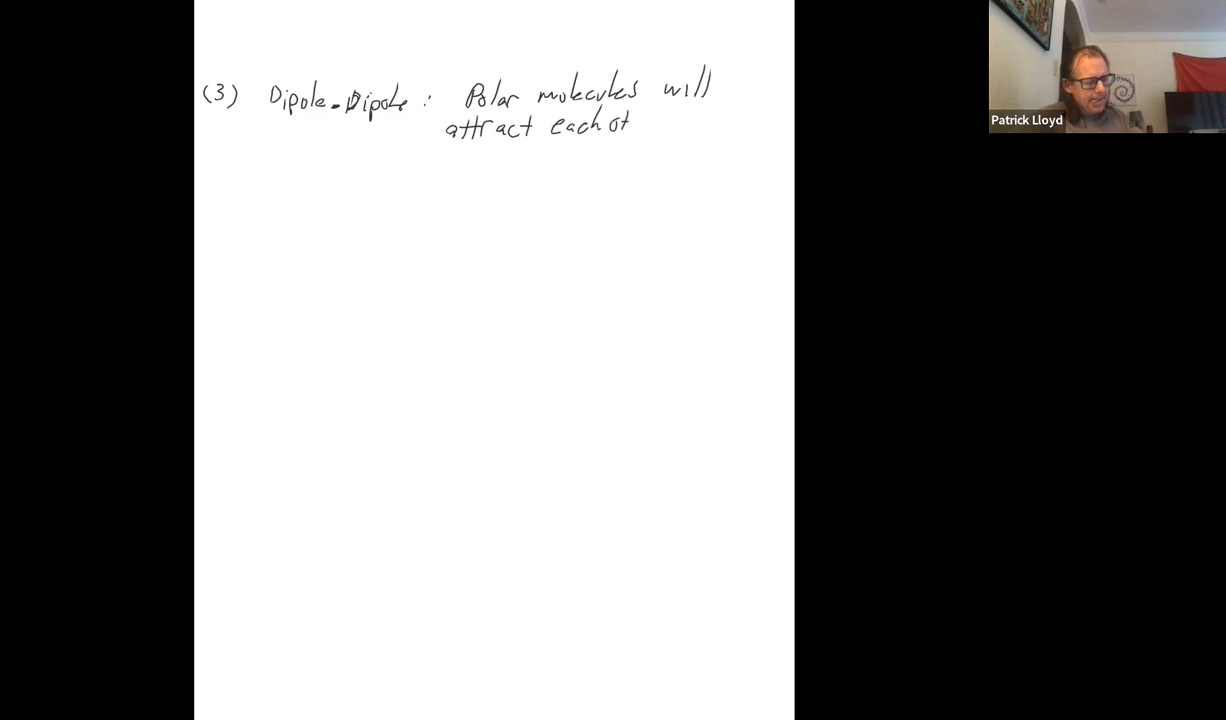 (3) Dipole-Dipole : Polar molecules will
attract each ot
Patrick Lloyd